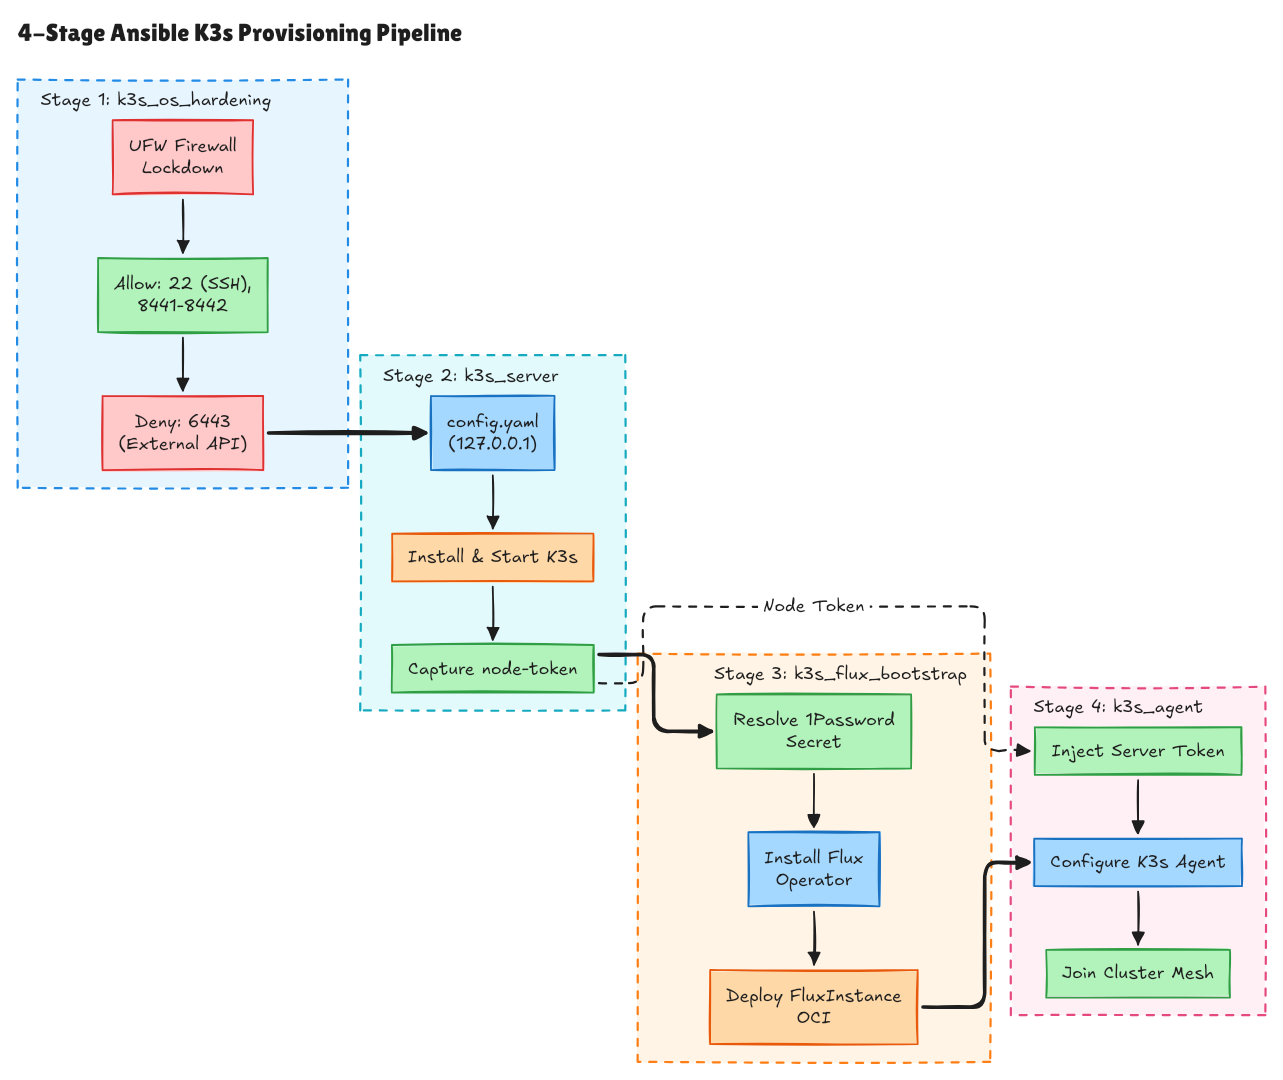 4-Stage Ansible K3s Provisioning Pipeline
Stage 1: k3s_os_hardening
UFW Firewall
Lockdown
Allow: 22 (SSH),
8441-8442
Deny: 6443
(External API)
Stage 2: k3s_server
config.yaml
(127.0.0.1)
Install & Start K3s
Capture node-token
Node Token
Stage 3: k3s_flux_bootstrap
Resolve 1Password
Secret
Install Flux
Operator
Deploy FluxInstance
OCI
Stage 4: k3s_agent
Inject Server Token
Configure K3s Agent
Join Cluster Mesh